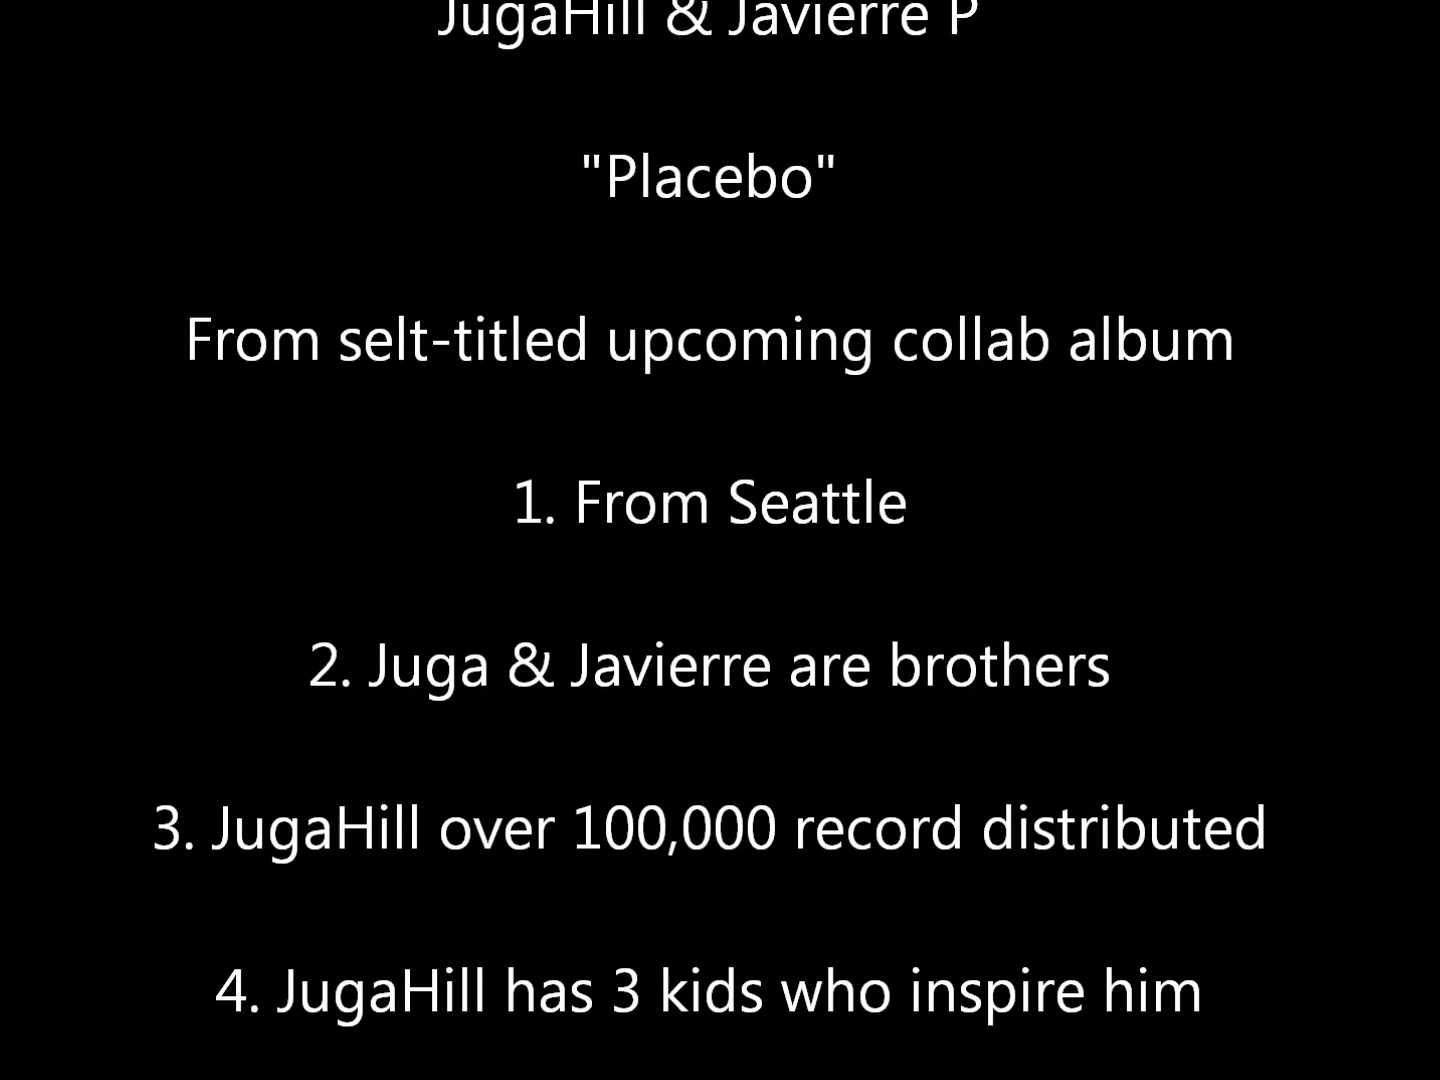 JugaHill & Javierre P
"Placebo"
From selt-titled upcoming collab album
1. From Seattle
2. Juga & Javierre are brothers
3. JugaHill over 100,000 record distributed
4. JugaHill has 3 kids who inspire him